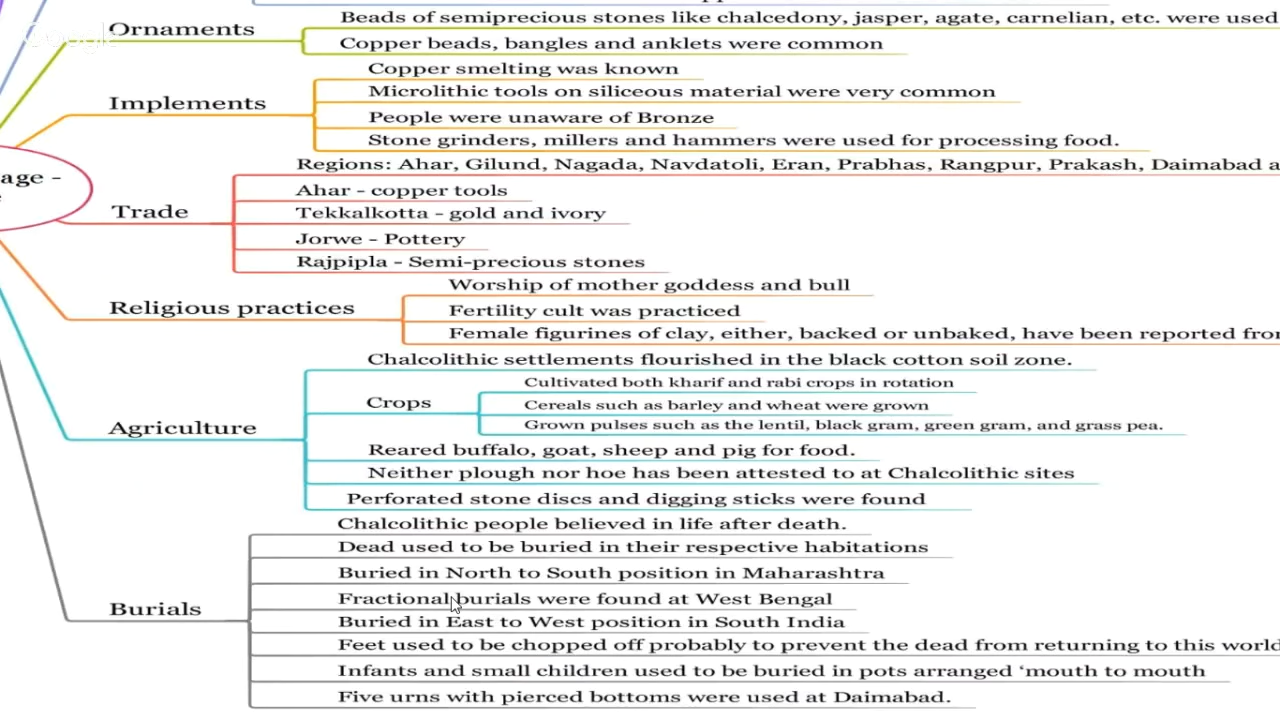 Google
Ornaments
Beads of semiprecious stones like chalcedony, jasper, agate, carnelian, etc. were used
Copper beads, bangles and anklets were common
Implements
Copper smelting was known
Microlithic tools on siliceous material were very common
People were unaware of Bronze
Stone grinders, millers and hammers were used for processing food.
age -
Trade
Regions: Ahar, Gilund, Nagada, Navdatoli, Eran, Prabhas, Rangpur, Prakash, Daimabad a
Ahar - copper tools
Tekkalkotta - gold and ivory
Jorwe - Pottery
Rajpipla - Semi-precious stones
Religious practices
Worship of mother goddess and bull
Fertility cult was practiced
Female figurines of clay, either, backed or unbaked, have been reported from
Agriculture
Chalcolithic settlements flourished in the black cotton soil zone.
Crops
Cultivated both kharif and rabi crops in rotation
Cereals such as barley and wheat were grown
Grown pulses such as the lentil, black gram, green gram, and grass pea.
Reared buffalo, goat, sheep and pig for food.
Neither plough nor hoe has been attested to at Chalcolithic sites
Perforated stone discs and digging sticks were found
Burials
Chalcolithic people believed in life after death.
Dead used to be buried in their respective habitations
Buried in North to South position in Maharashtra
Fractional burials were found at West Bengal
Buried in East to West position in South India
Feet used to be chopped off probably to prevent the dead from returning to this world
Infants and small children used to be buried in pots arranged ‘mouth to mouth
Five urns with pierced bottoms were used at Daimabad.